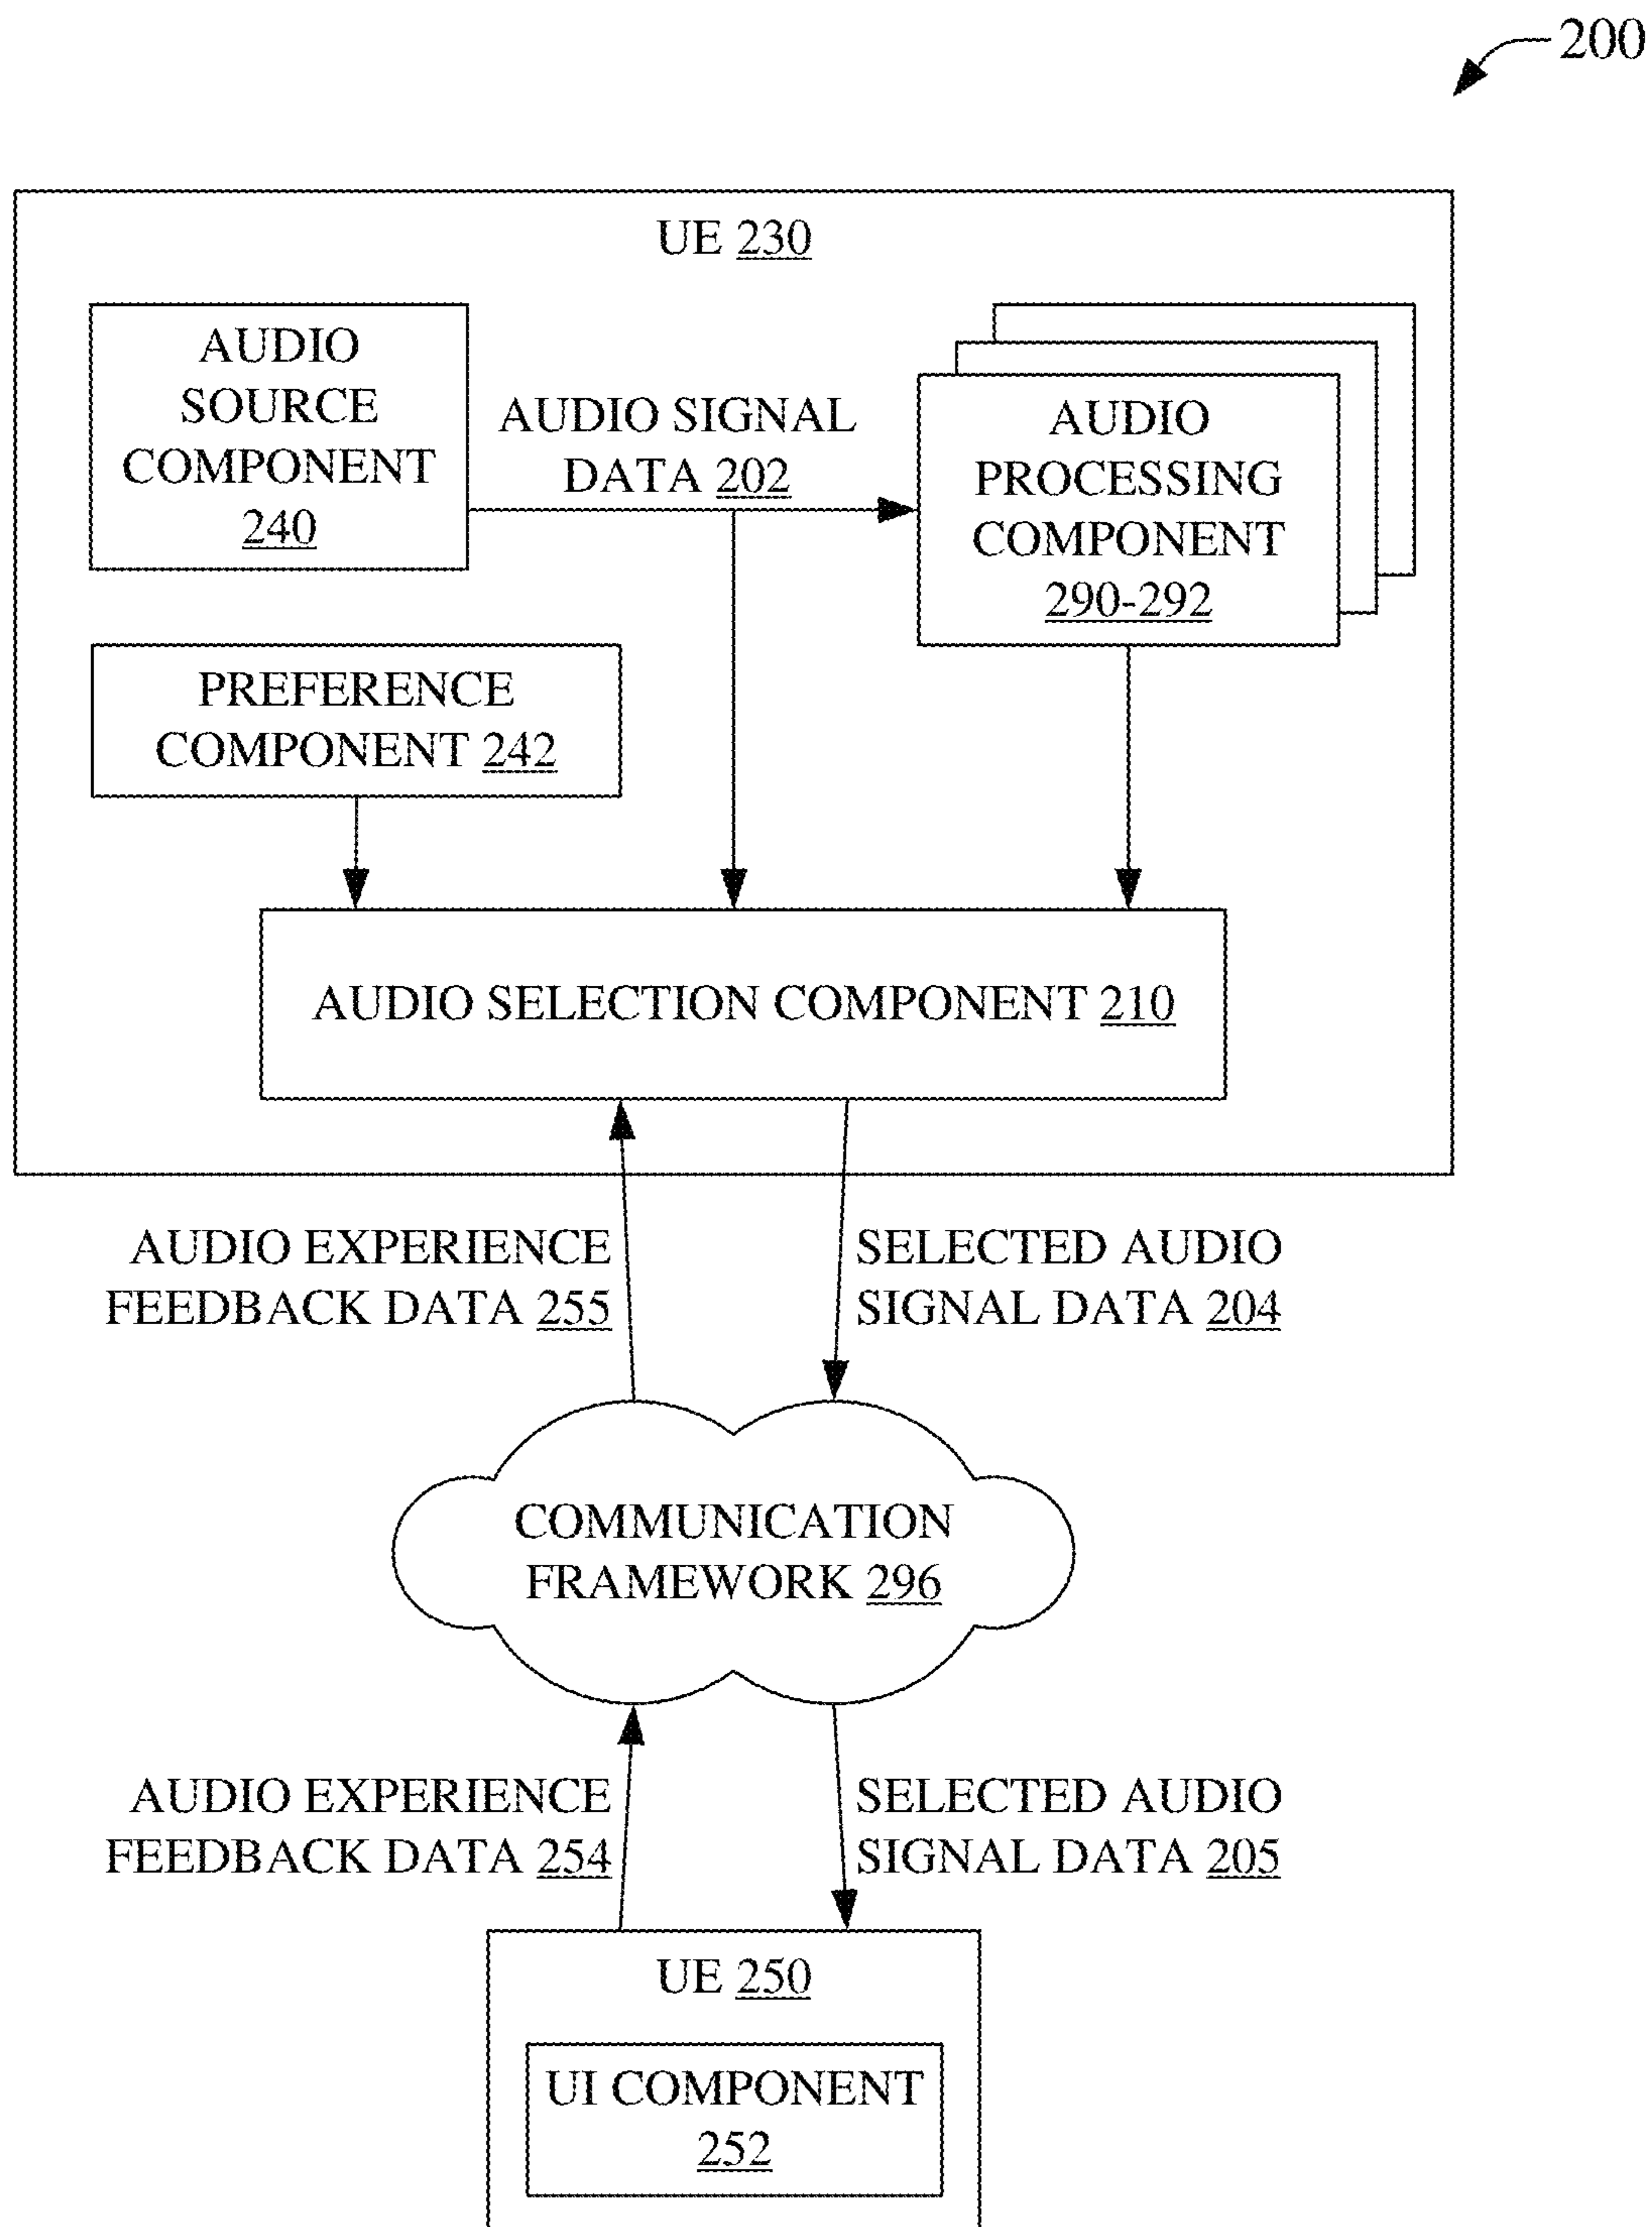 200
UE 230
AUDIO
SOURCE
COMPONENT
240
AUDIO SIGNAL
DATA 202
AUDIO
PROCESSING
COMPONENT
290-292
PREFERENCE
COMPONENT 242
AUDIO SELECTION COMPONENT 210
AUDIO EXPERIENCE
FEEDBACK DATA 255
SELECTED AUDIO
SIGNAL DATA 204
COMMUNICATION
FRAMEWORK 296
AUDIO EXPERIENCE
FEEDBACK DATA 254
SELECTED AUDIO
SIGNAL DATA 205
UE 250
UI COMPONENT
252